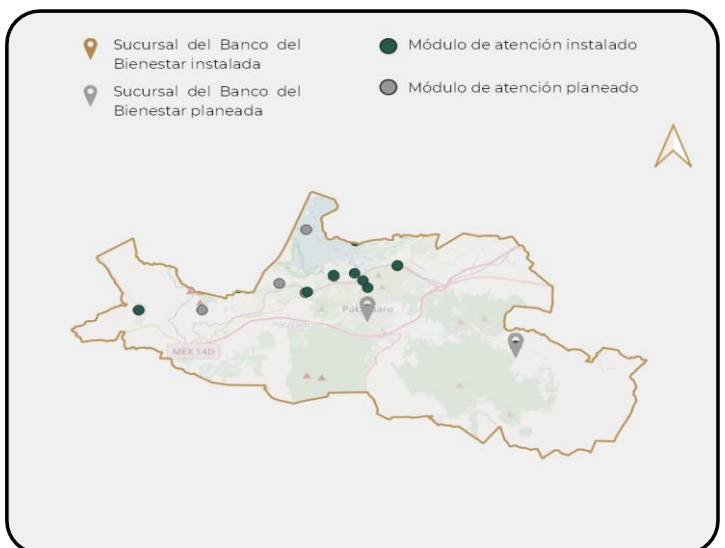 Sucursal del Banco del
Bienestar instalada
Sucursal del Banco del
Bienestar planeada
Módulo de atención instalado
Módulo de atención planeado
MEX 14D